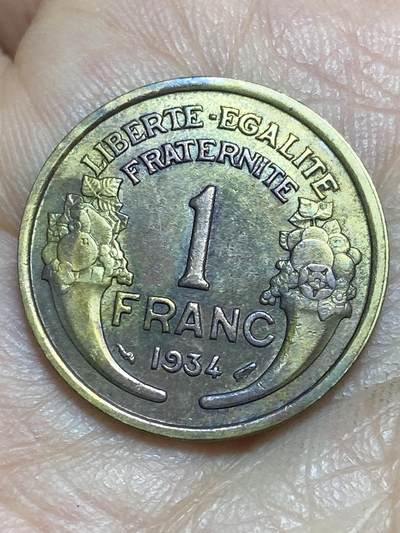 LIBERTE-EGALITE
FRATERNITE
1
FRANC
1934